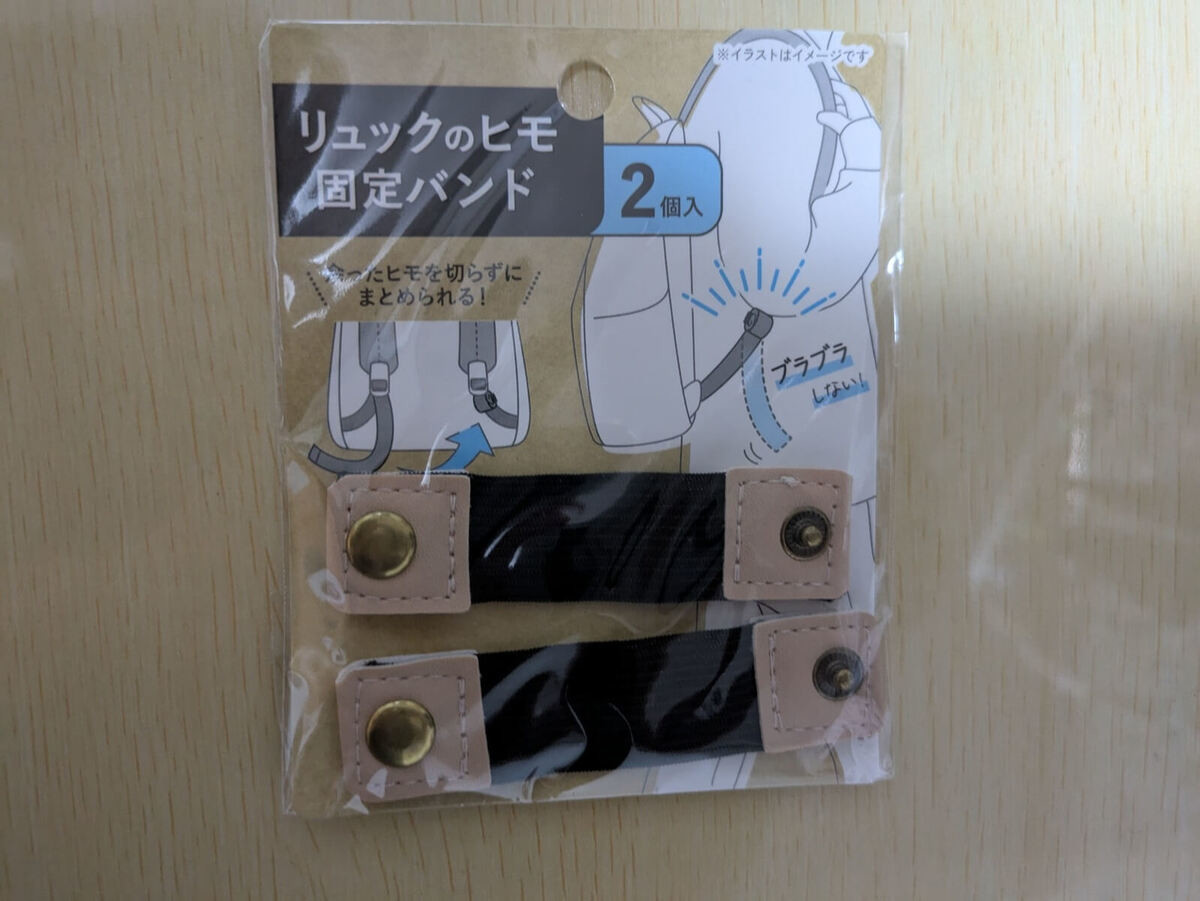 ※イラストはイメージです
リュックのヒモ
固定バンド
2個入
余ったヒモを切らずに
まとめられる!
ブラブラ
しない!